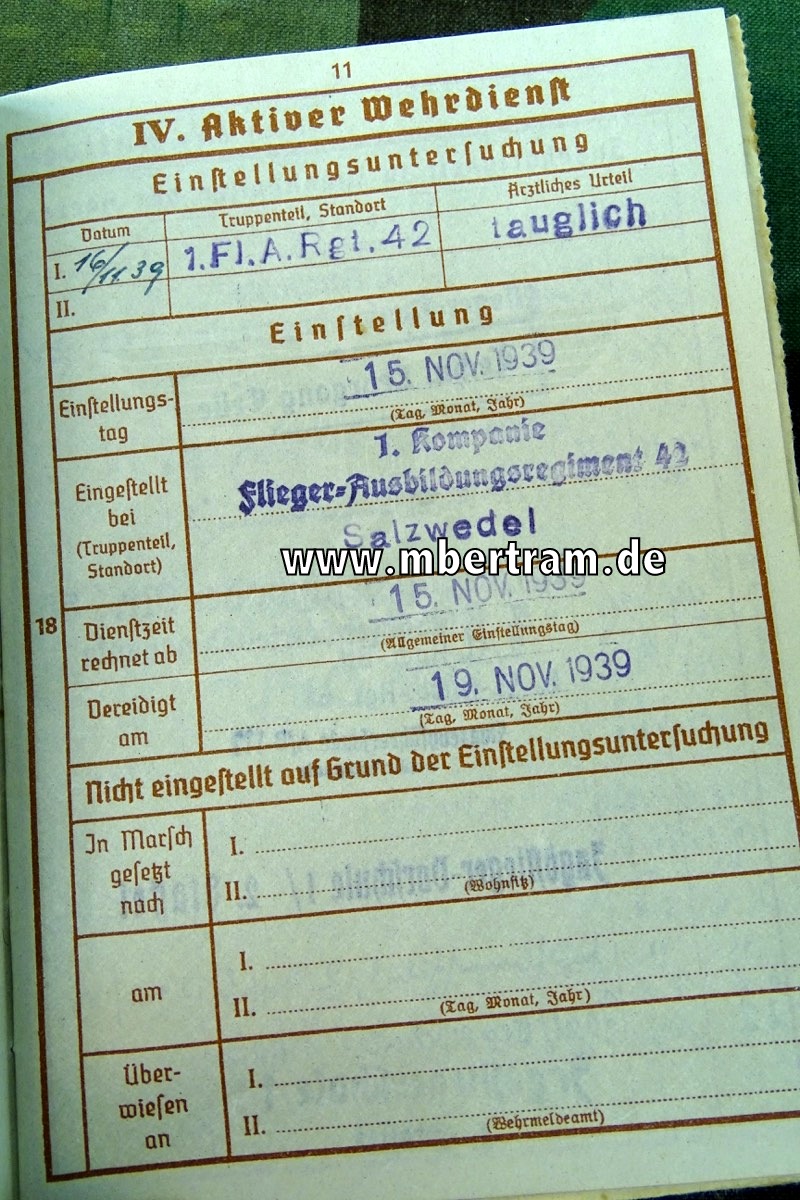 11
IV. Aktiver Wehrdienst
Einstellungsuntersuchung
Datum
Truppenteil, Standort
Ärztliches Urteil
I. 16/11 39
1.Fl.A.Rgt.42
tauglich
II.
Einstellung
Einstellungs-
tag
15. NOV. 1939
(Tag, Monat, Jahr)
Eingestellt
bei
(Truppenteil,
Standort)
1. Kompanie
Flieger-Ausbildungsregiment 42
Salzwedel
www.mbertram.de
18
Dienstzeit
rechnet ab
15. NOV. 1939
(Allgemeiner Einstellungstag)
Vereidigt
am
19. NOV. 1939
(Tag, Monat, Jahr)
Nicht eingestellt auf Grund der Einstellungsuntersuchung
In Marsch
gesetzt
nach
I.
II.
(Wohnsitz)
am
I.
II.
(Tag, Monat, Jahr)
Über-
wiesen
an
I.
II.
(Wehrmeldeamt)